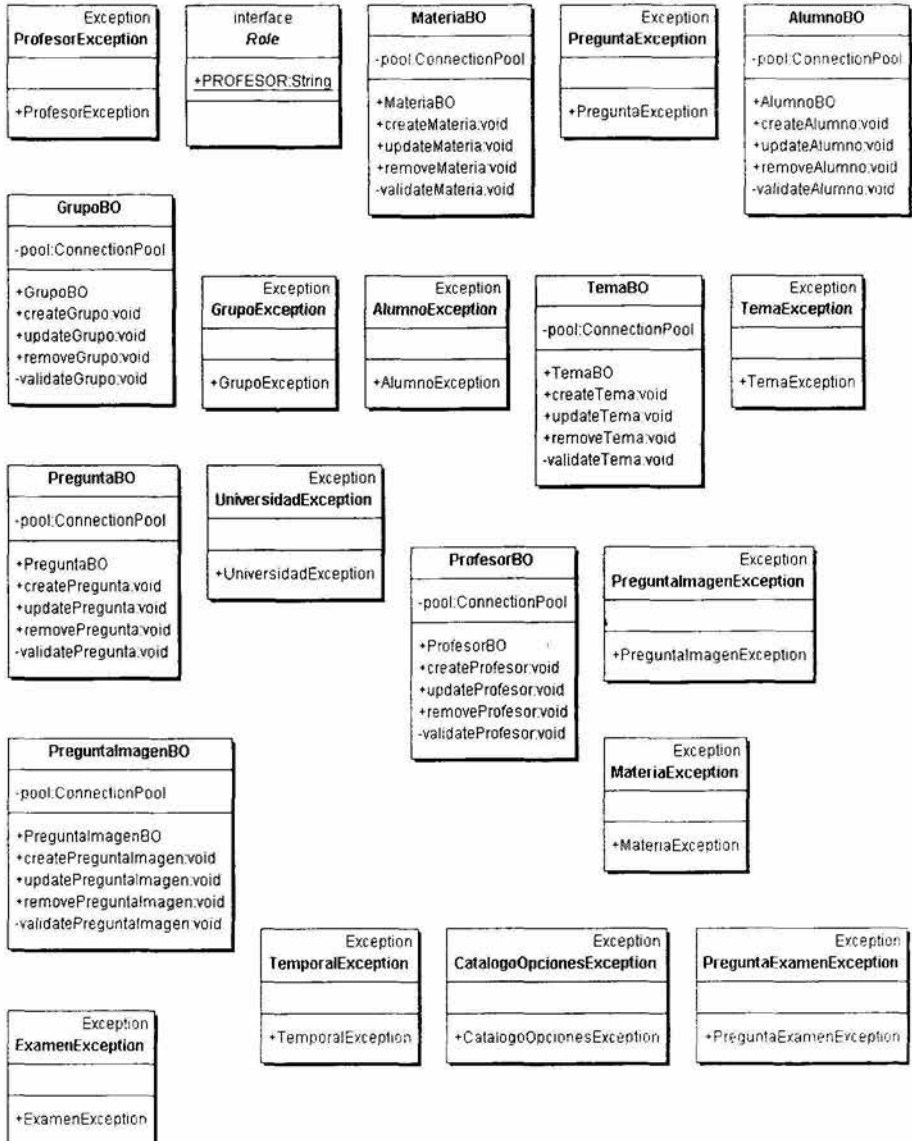 Exception
ProfesorException
+ProfesorException
interface
Role
+PROFESOR:String
MateriaBO
-pool:ConnectionPool
+MateriaBO
+createMateria:void
+updateMateria:void
+removeMateria:void
-validateMateria:void
Exception
PreguntaException
+PreguntaException
AlumnoBO
-pool:ConnectionPool
+AlumnoBO
+createAlumno:void
+updateAlumno:void
+removeAlumno:void
-validateAlumno:void
GrupoBO
-pool:ConnectionPool
+GrupoBO
+createGrupo:void
+updateGrupo:void
+removeGrupo:void
-validateGrupo:void
Exception
GrupoException
+GrupoException
Exception
AlumnoException
+AlumnoException
TemaBO
-pool:ConnectionPool
+TemaBO
+createTema:void
+updateTema:void
+removeTema:void
-validateTema:void
Exception
TemaException
+TemaException
PreguntaBO
-pool:ConnectionPool
+PreguntaBO
+createPregunta:void
+updatePregunta:void
+removePregunta:void
-validatePregunta:void
Exception
UniversidadException
+UniversidadException
ProfesorBO
-pool:ConnectionPool
+ProfesorBO
+createProfesor:void
+updateProfesor:void
+removeProfesor:void
-validateProfesor:void
Exception
PreguntaImagenException
+PreguntaImagenException
PreguntaImagenBO
-pool:ConnectionPool
+PreguntaImagenBO
+createPreguntaImagen:void
+updatePreguntaImagen:void
+removePreguntaImagen:void
-validatePreguntaImagen:void
Exception
MateriaException
+MateriaException
Exception
TemporalException
+TemporalException
Exception
CatalogoOpcionesException
+CatalogoOpcionesException
Exception
PreguntaExamenException
+PreguntaExamenException
Exception
ExamenException
+ExamenException